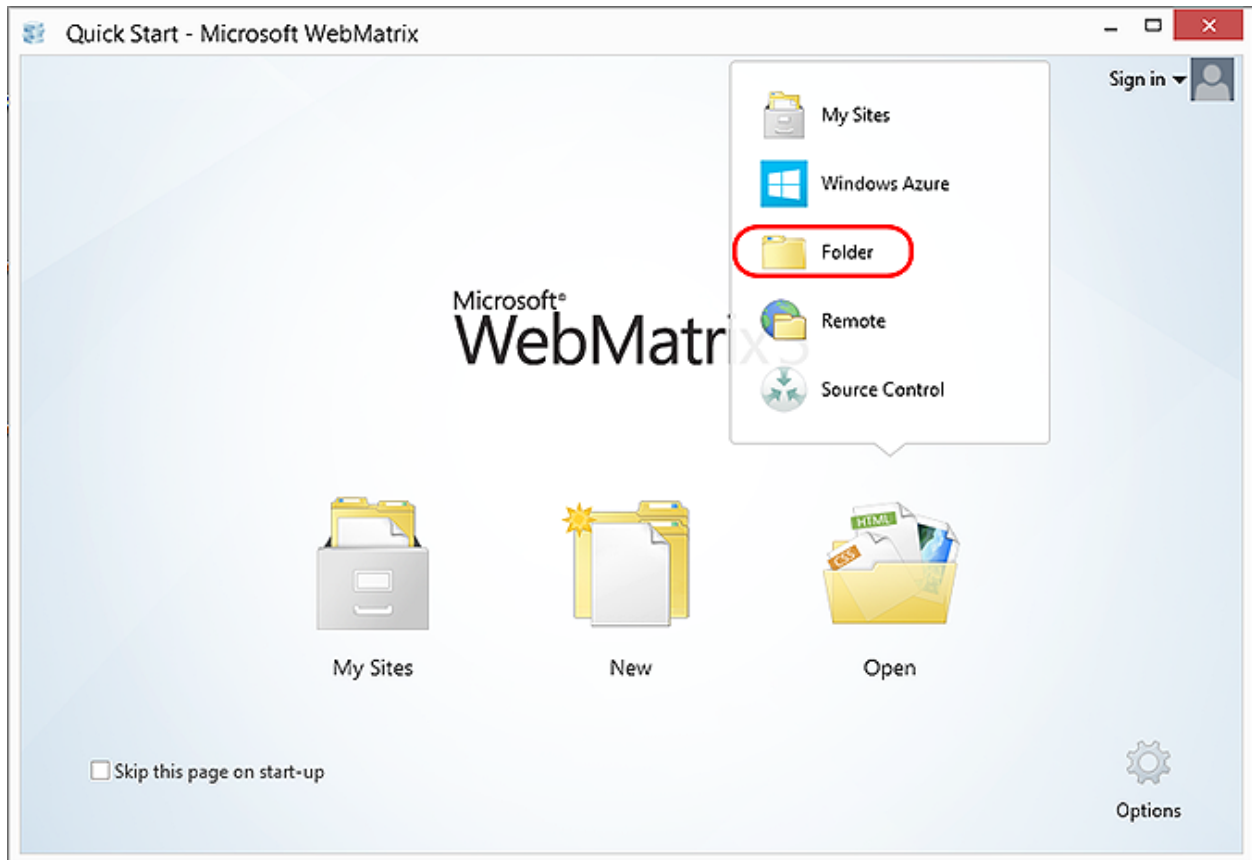 Quick Start - Microsoft WebMatrix
Sign in
My Sites
Windows Azure
Folder
Remote
Source Control
Microsoft®
WebMatrix 3
HTML
CSS
My Sites
New
Open
Skip this page on start-up
Options